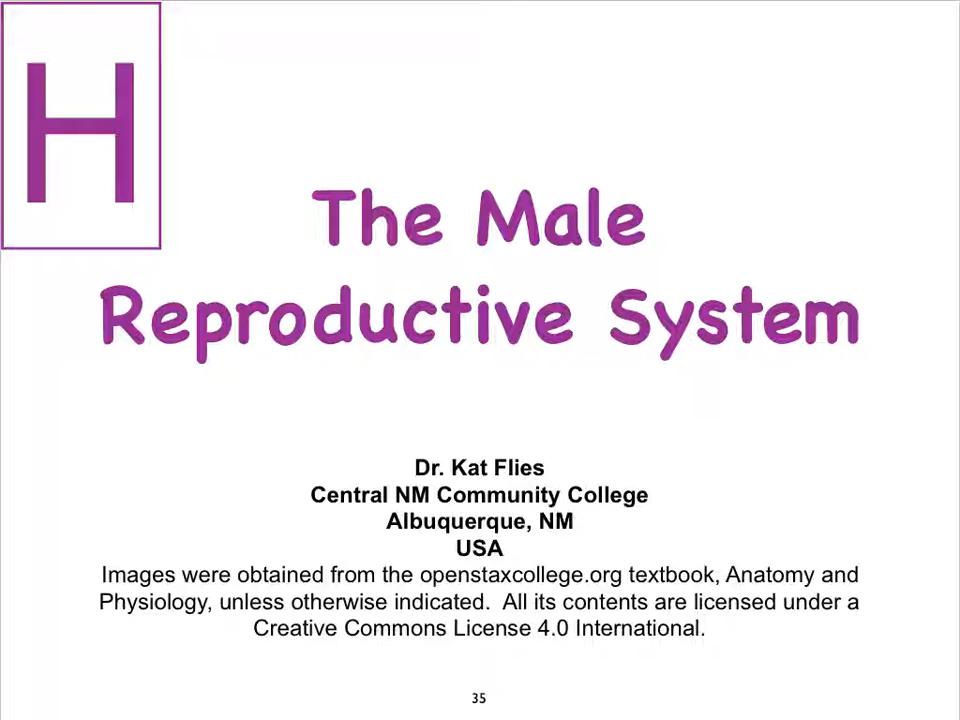 H
The Male
Reproductive System
Dr. Kat Flies
Central NM Community College
Albuquerque, NM
USA
Images were obtained from the openstaxcollege.org textbook, Anatomy and
Physiology, unless otherwise indicated.  All its contents are licensed under a
Creative Commons License 4.0 International.
35